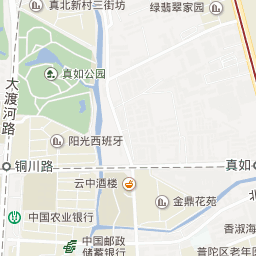 真北新村三街坊
绿翡翠家园
真如公园
大渡河路
阳光西班牙
铜川路
真如
云中酒楼
北
金鼎花苑
中国农业银行
香溆海
中国邮政
储蓄银行
普陀区老年